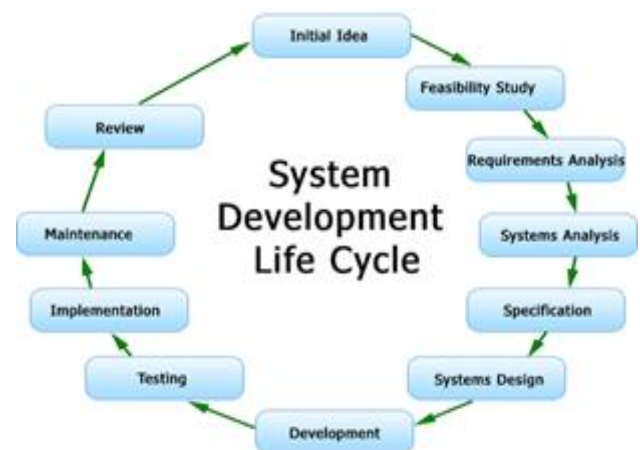 Initial Idea
Feasibility Study
Requirements Analysis
Systems Analysis
Specification
Systems Design
Development
Testing
Implementation
Maintenance
Review
System
Development
Life Cycle